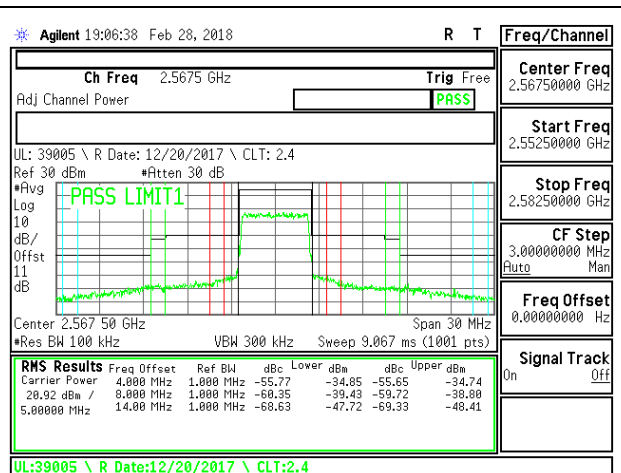 Agilent 19:06:38 Feb 28, 2018 R T
Freq/Channel
Ch Freq 2.5675 GHz Trig Free
Adj Channel Power PASS
UL: 39005 \ R Date: 12/20/2017 \ CLT: 2.4
Ref 30 dBm #Atten 30 dB
#Avg
Log
10
dB/
Offst
11
dB
PASS LIMIT1
Center 2.567 50 GHz Span 30 MHz
#Res BW 100 kHz VBW 300 kHz Sweep 9.067 ms (1001 pts)
RMS Results Freq Offset Ref BW dBc Lower dBm dBc Upper dBm
Carrier Power 4.000 MHz 1.000 MHz -55.77 -34.85 -55.65 -34.74
20.92 dBm / 8.000 MHz 1.000 MHz -60.35 -39.43 -59.72 -38.80
5.00000 MHz 14.00 MHz 1.000 MHz -68.63 -47.72 -69.33 -48.41
UL:39005 \ R Date:12/20/2017 \ CLT:2.4
Center Freq
2.56750000 GHz
Start Freq
2.55250000 GHz
Stop Freq
2.58250000 GHz
CF Step
3.00000000 MHz
Auto Man
Freq Offset
0.00000000 Hz
Signal Track
On Off